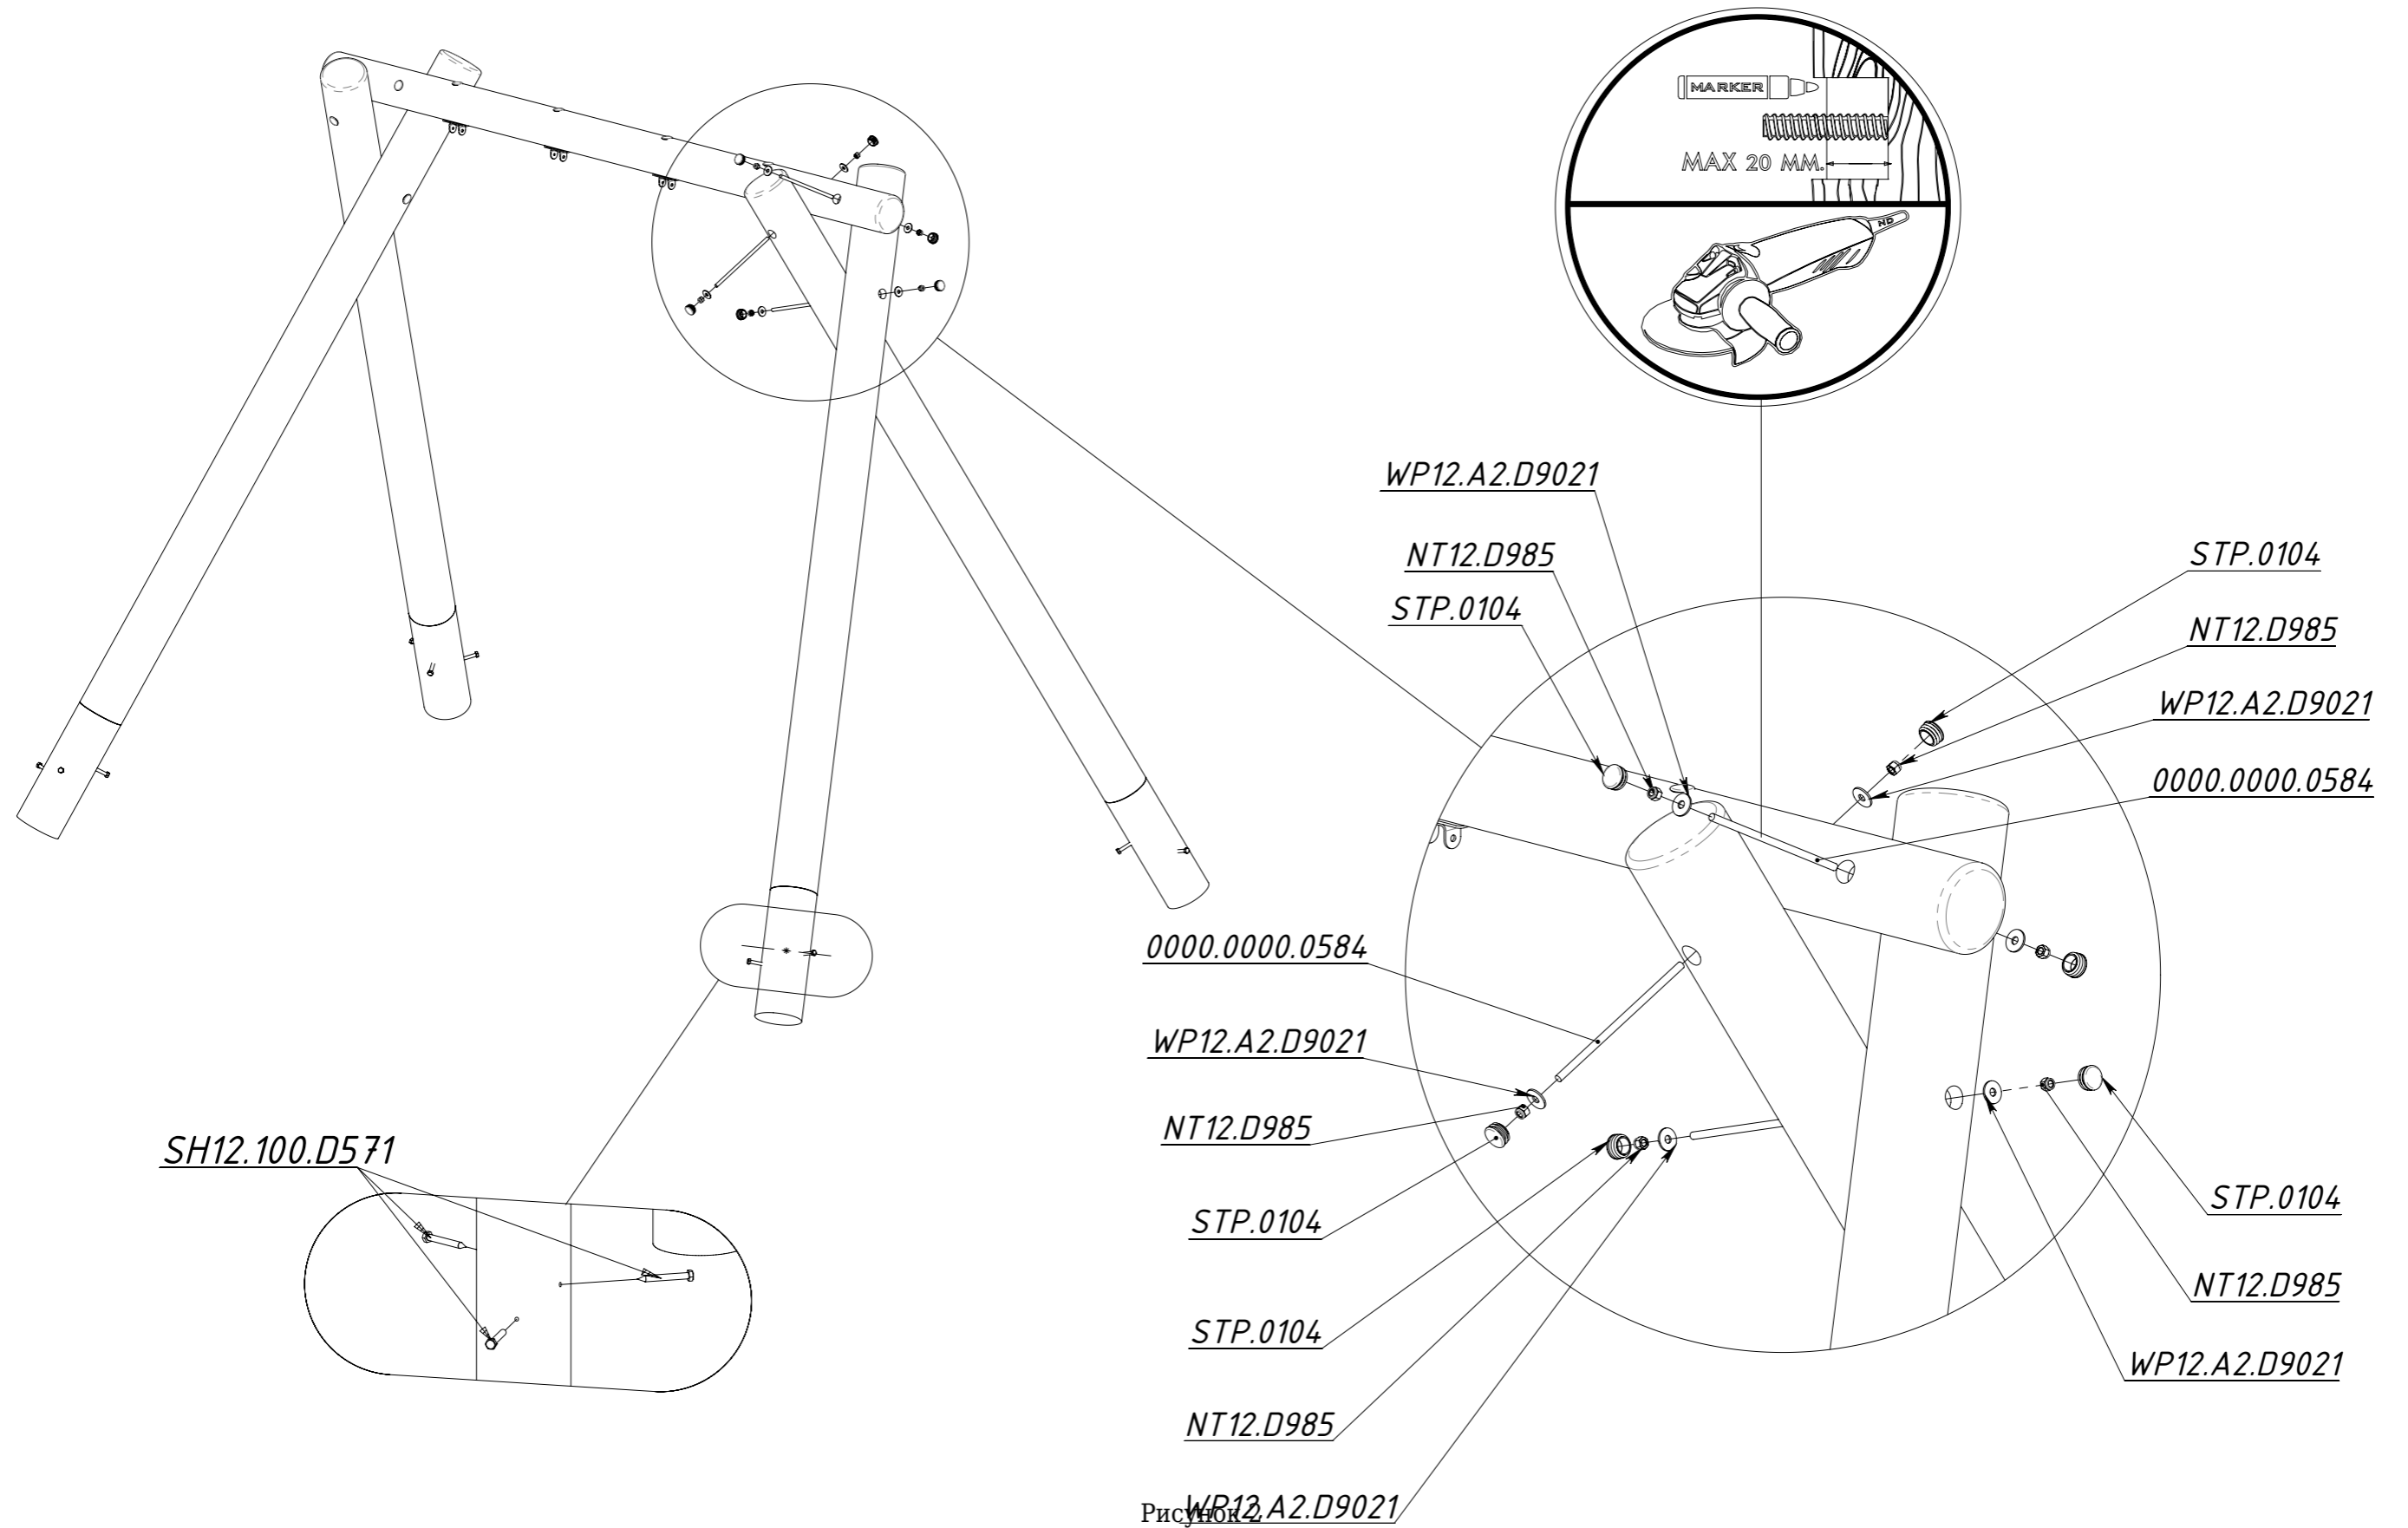 MARKER
MAX 20 MM.
ND
WP12.A2.D9021
NT12.D985
STP.0104
STP.0104
NT12.D985
WP12.A2.D9021
0000.0000.0584
0000.0000.0584
WP12.A2.D9021
NT12.D985
STP.0104
STP.0104
NT12.D985
WP12.A2.D9021
STP.0104
NT12.D985
WP12.A2.D9021
SH12.100.D571
Рисунок 2